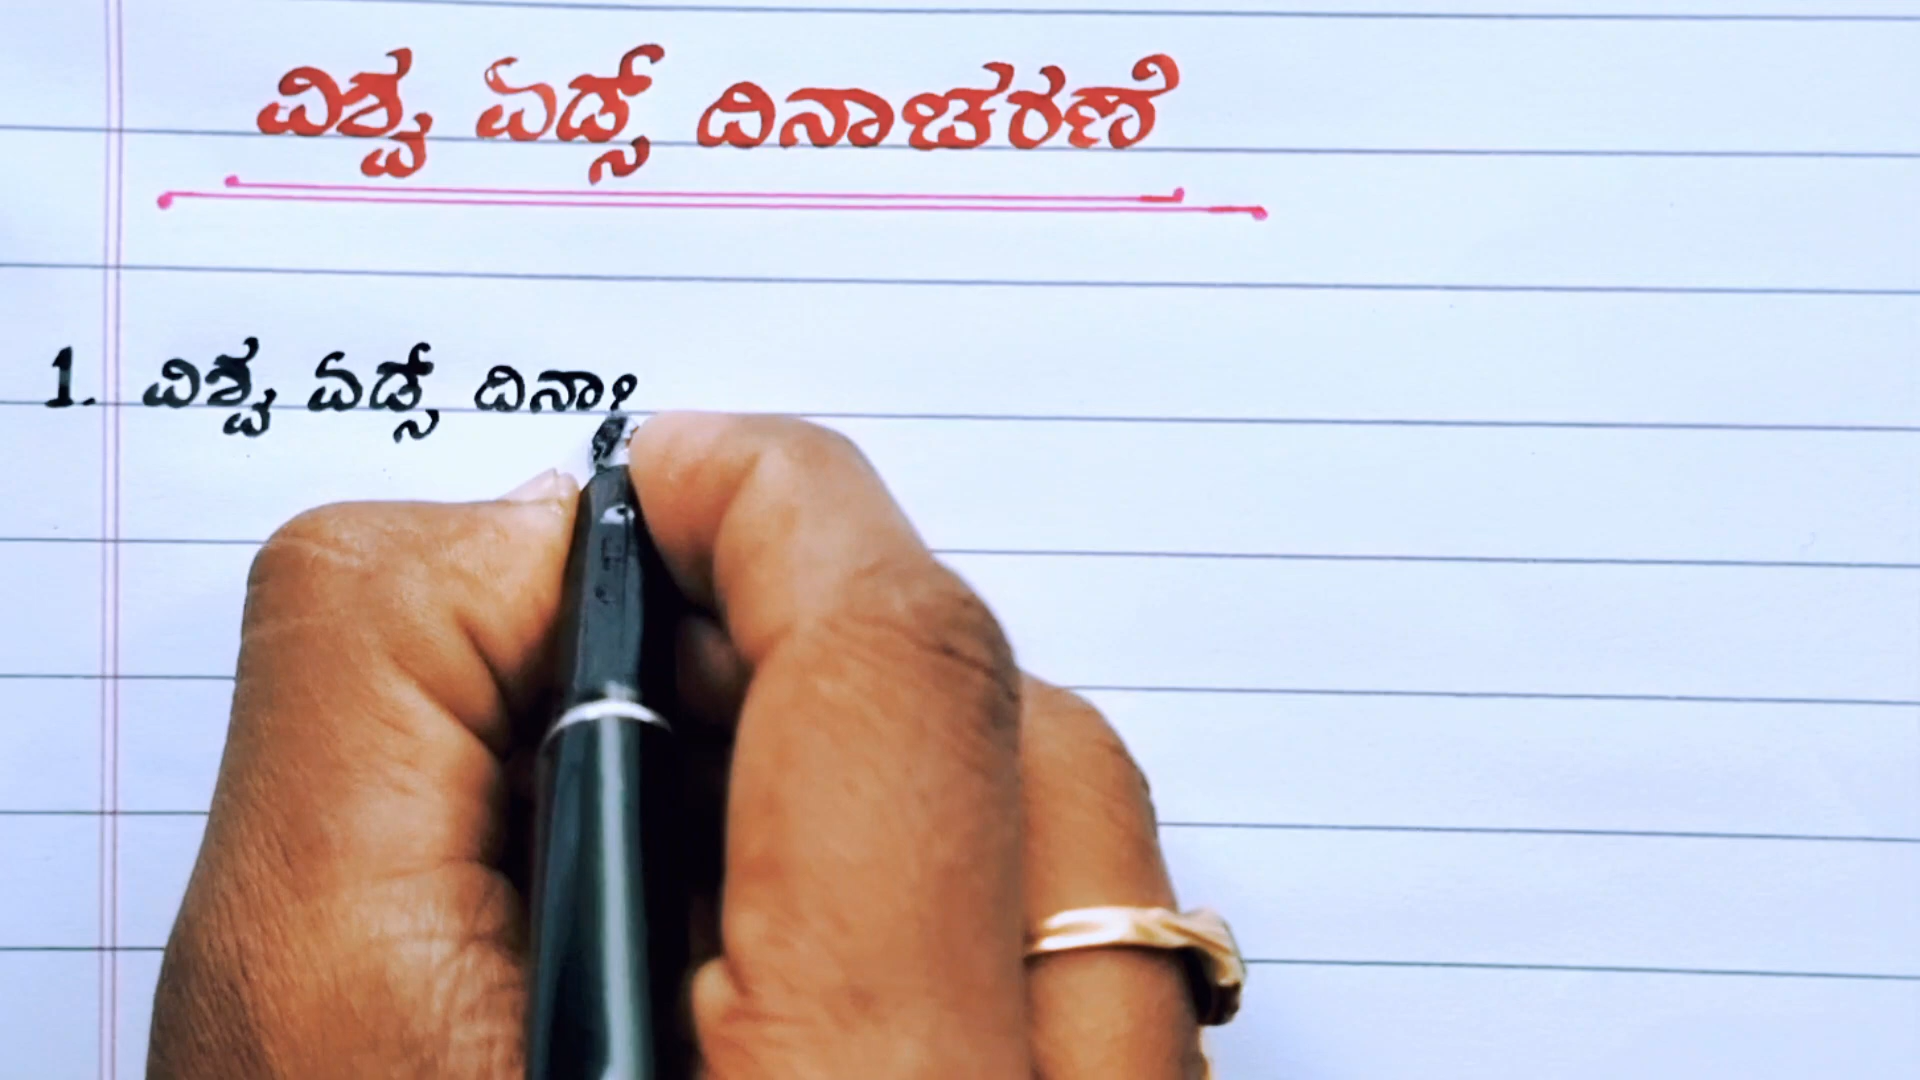 ವಿಶ್ವ ಏಡ್ಸ್ ದಿನಾಚರಣೆ
1. ವಿಶ್ವ ಏಡ್ಸ್ ದಿನಾ